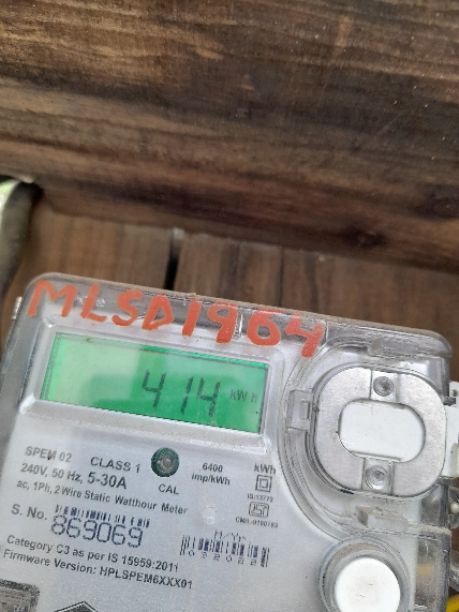 MLSD1964
414 kWh
SPEM 02 CLASS 1 6400 kWh
240V, 50 Hz, 5-30A CAL imp/kWh
ac, 1Ph, 2 Wire Static Watthour Meter
S. No. 869069
Category C3 as per IS 15959:2011
Firmware Version: HPLSPEM6XXX01